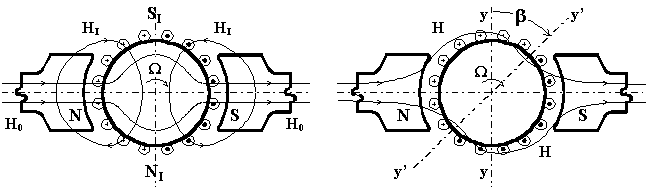 S_I
H_I H_I
Ω
N S
H_0 H_0
N_I
y β y'
H
Ω
N S
y' y H